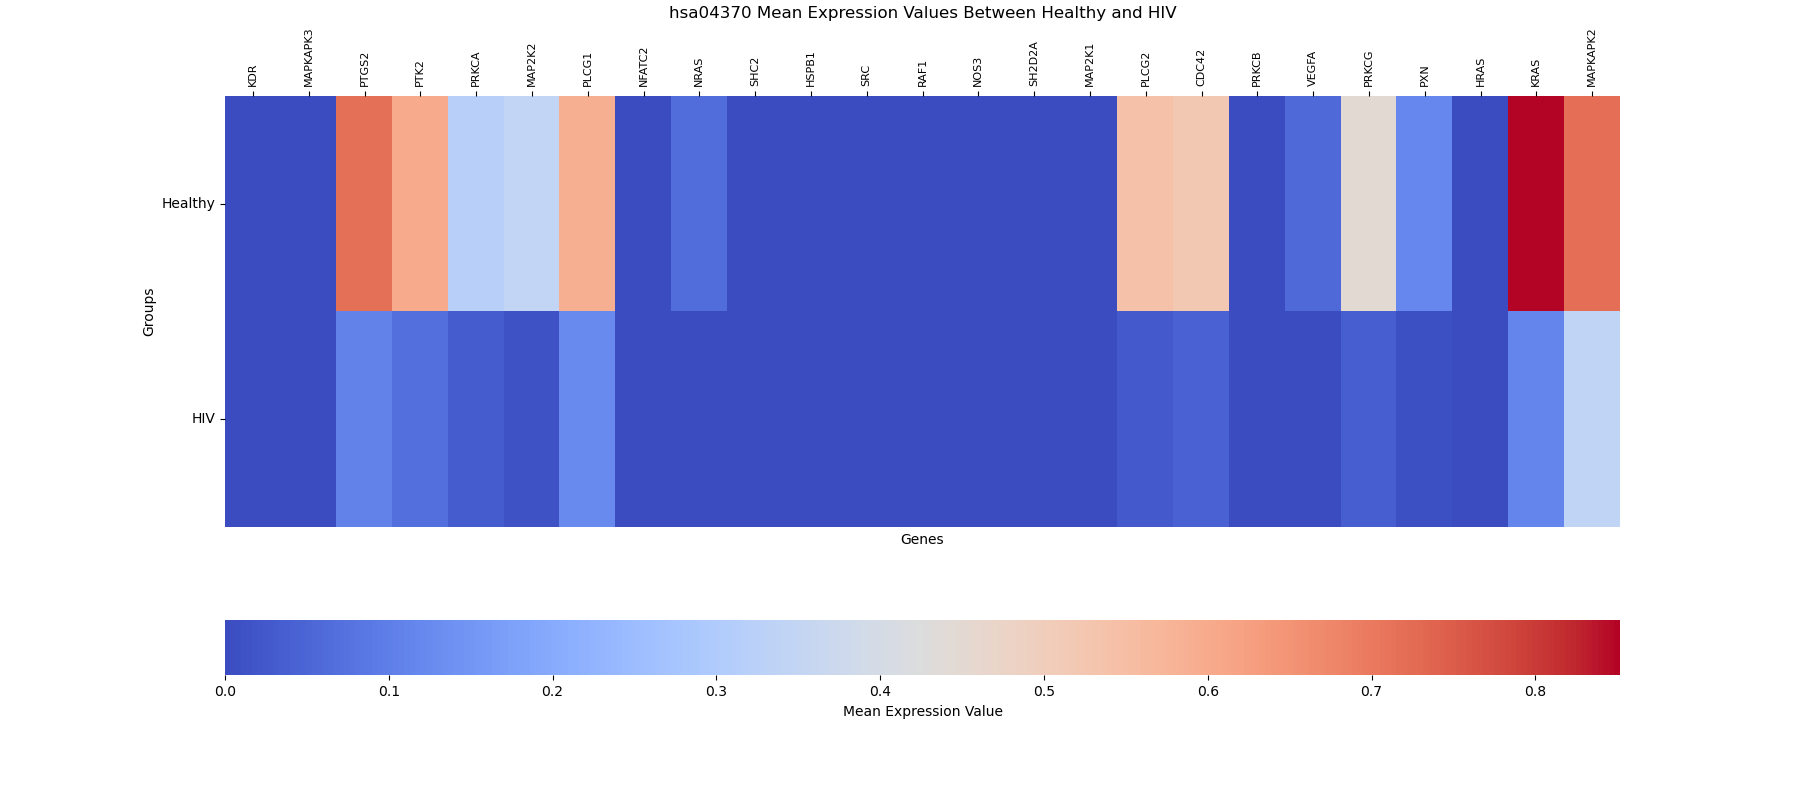 hsa04370 Mean Expression Values Between Healthy and HIV
KDR
MAPKAPK3
PTGS2
PTK2
PRKCA
MAP2K2
PLCG1
NFATC2
NRAS
SHC2
HSPB1
SRC
RAF1
NOS3
SH2D2A
MAP2K1
PLCG2
CDC42
PRKCB
VEGFA
PRKCG
PXN
HRAS
KRAS
MAPKAPK2
Healthy
Groups
HIV
Genes
0.0 0.1 0.2 0.3 0.4 0.5 0.6 0.7 0.8
Mean Expression Value